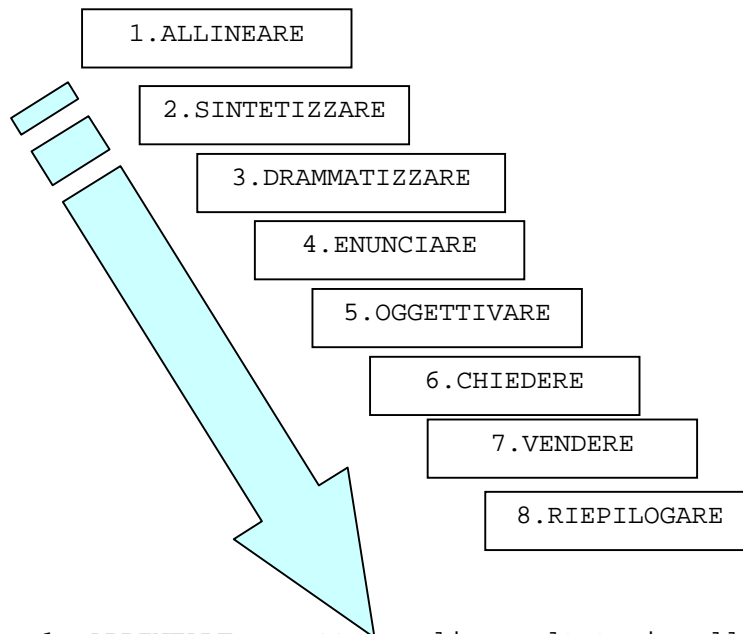 1.ALLINEARE
2.SINTETIZZARE
3.DRAMMATIZZARE
4.ENUNCIARE
5.OGGETTIVARE
6.CHIEDERE
7.VENDERE
8.RIEPILOGARE